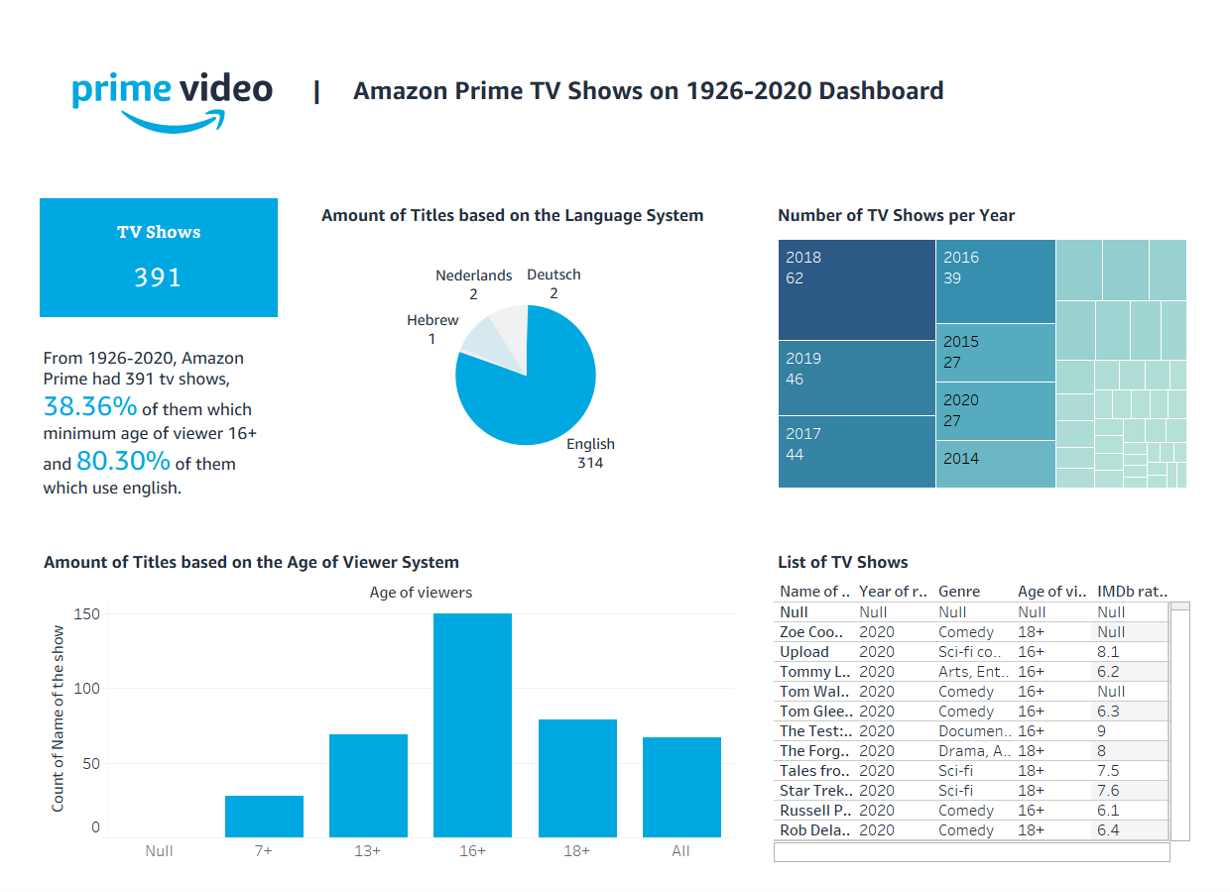 prime video | Amazon Prime TV Shows on 1926-2020 Dashboard
TV Shows
391
From 1926-2020, Amazon
Prime had 391 tv shows,
38.36% of them which
minimum age of viewer 16+
and 80.30% of them
which use english.
Amount of Titles based on the Language System
Nederlands
2
Deutsch
2
Hebrew
1
English
314
Number of TV Shows per Year
2018
62
2019
46
2017
44
2016
39
2015
27
2020
27
2014
Amount of Titles based on the Age of Viewer System
Age of viewers
Count of Name of the show
150
100
50
0
Null 7+ 13+ 16+ 18+ All
List of TV Shows
Name of .. Year of r.. Genre Age of vi.. IMDb rat..
Null Null Null Null Null
Zoe Coo.. 2020 Comedy 18+ Null
Upload 2020 Sci-fi co.. 16+ 8.1
Tommy L.. 2020 Arts, Ent.. 16+ 6.2
Tom Wal.. 2020 Comedy 16+ Null
Tom Glee.. 2020 Comedy 16+ 6.3
The Test:.. 2020 Documen.. 16+ 9
The Forg.. 2020 Drama, A.. 18+ 8
Tales fro.. 2020 Sci-fi 18+ 7.5
Star Trek.. 2020 Sci-fi 18+ 7.6
Russell P.. 2020 Comedy 16+ 6.1
Rob Dela.. 2020 Comedy 18+ 6.4